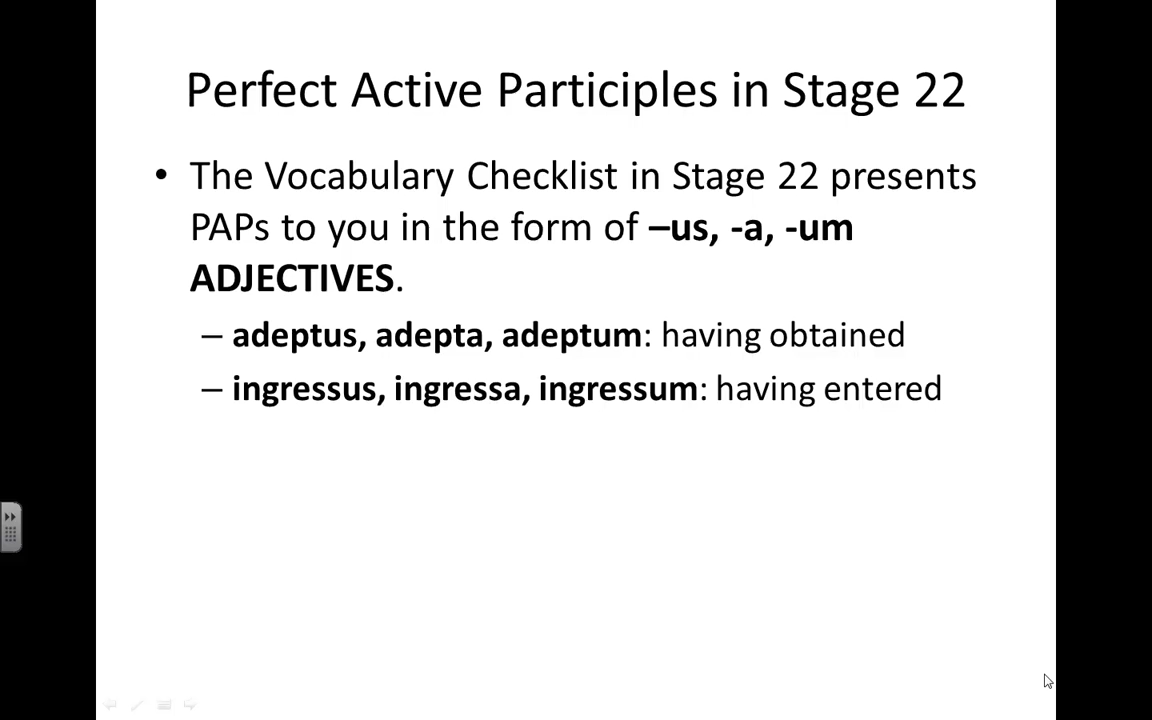 Perfect Active Participles in Stage 22
• The Vocabulary Checklist in Stage 22 presents
PAPs to you in the form of –us, -a, -um
ADJECTIVES.
– adeptus, adepta, adeptum: having obtained
– ingressus, ingressa, ingressum: having entered